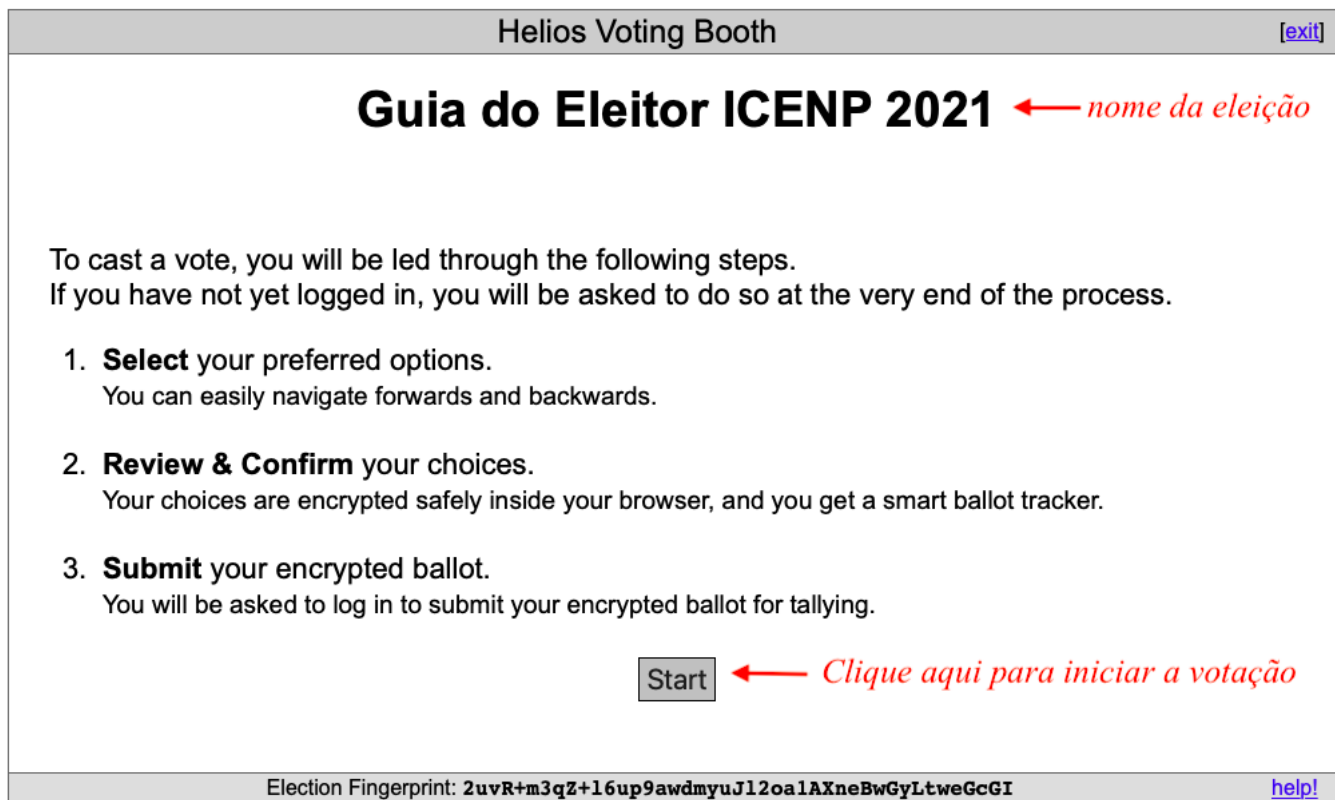 Helios Voting Booth [exit]
Guia do Eleitor ICENP 2021 nome da eleição
To cast a vote, you will be led through the following steps.
If you have not yet logged in, you will be asked to do so at the very end of the process.
1. Select your preferred options.
You can easily navigate forwards and backwards.
2. Review & Confirm your choices.
Your choices are encrypted safely inside your browser, and you get a smart ballot tracker.
3. Submit your encrypted ballot.
You will be asked to log in to submit your encrypted ballot for tallying.
Start Clique aqui para iniciar a votação
Election Fingerprint: 2uvR+m3qZ+l6up9awdmyuJl2oa1AXneBwGyLtweGcGI help!